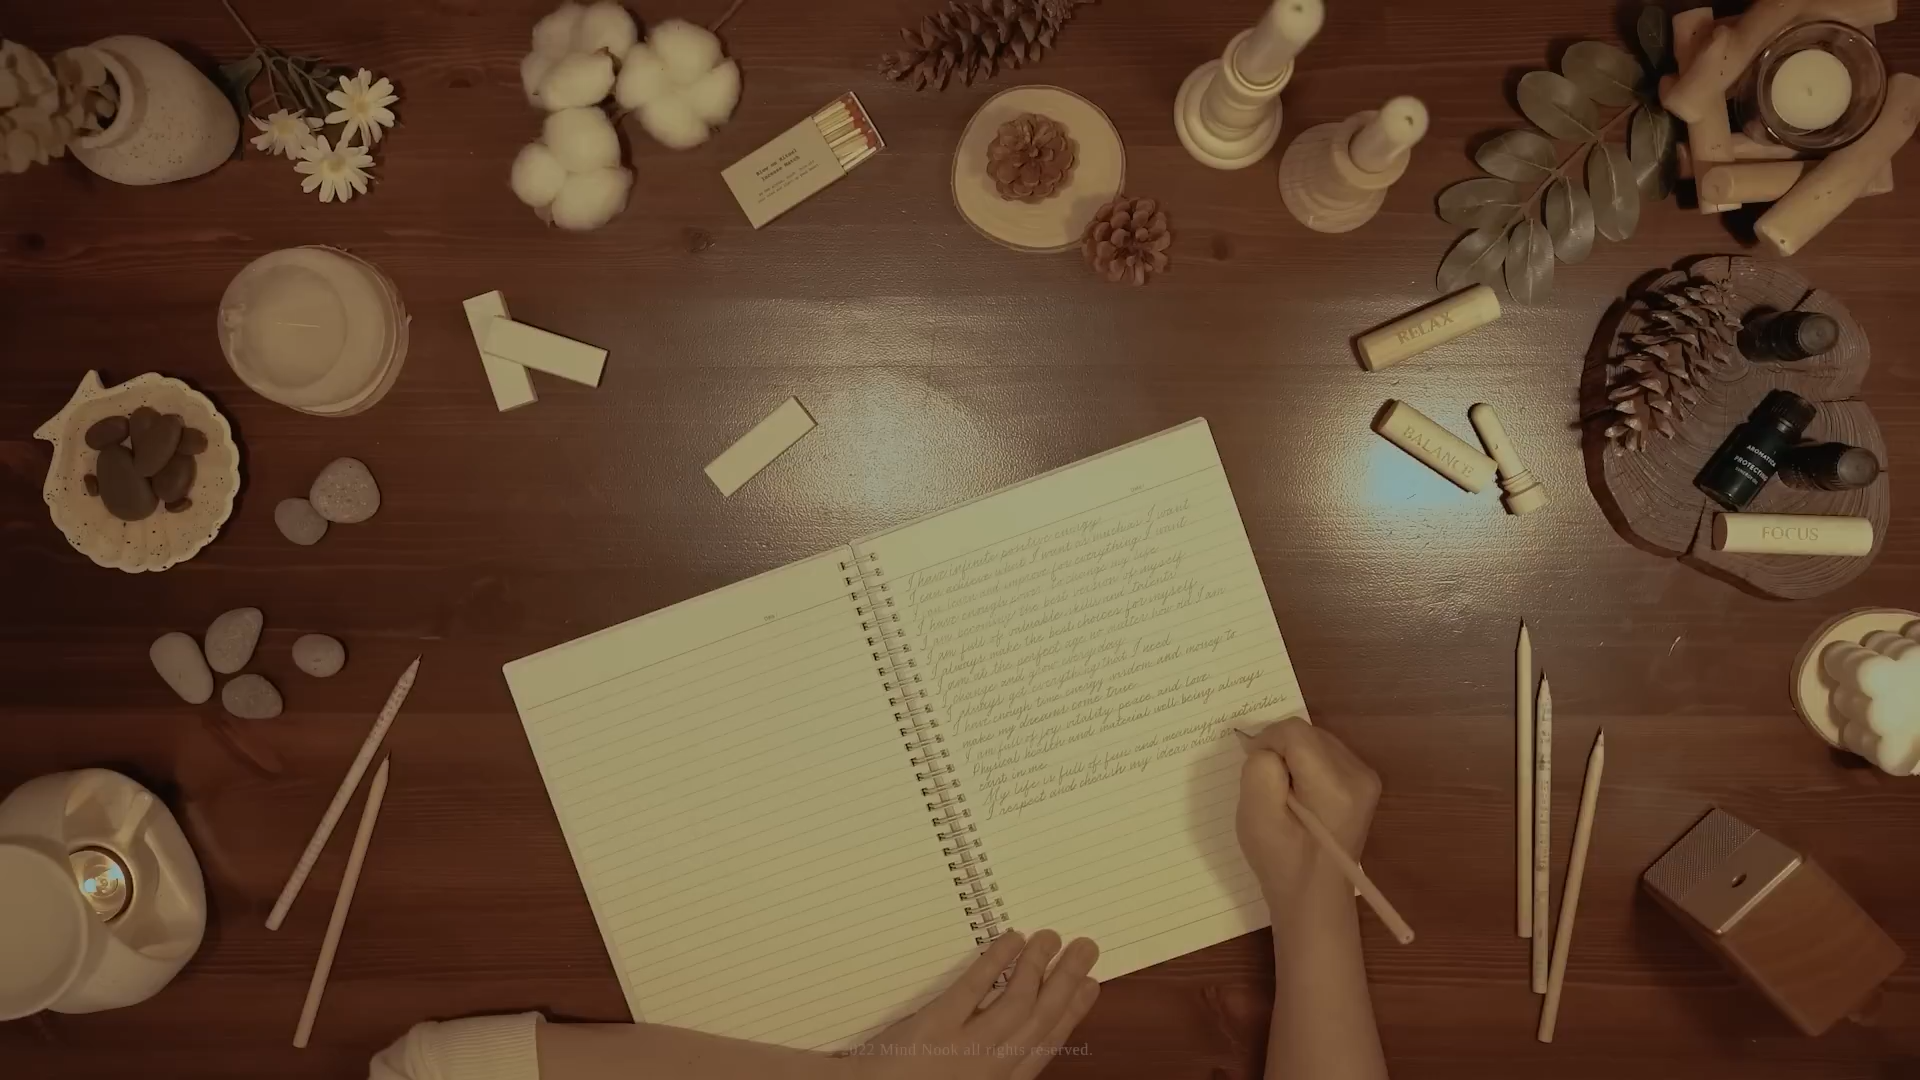 RELAX
BALANCE
AROMATICA
PROTECTING
FOCUS
I have infinite positive energy.
I can achieve what I want as much as I want
I can learn and improve for everything I want
I have enough power to change my life
I am becoming the best version of myself
I am full of valuable skills and talents
I always make the best choices for myself
I am at the perfect age no matter how old I am
I change and grow everyday.
I always get everything that I need
I have enough time energy wisdom and money to
make my dreams come true.
I am full of joy vitality peace and love
Physical health and material well being always
exist in me
My life is full of fun and meaningful activities
I respect and cherish my ideas and
2022 Mind Nook all rights reserved.